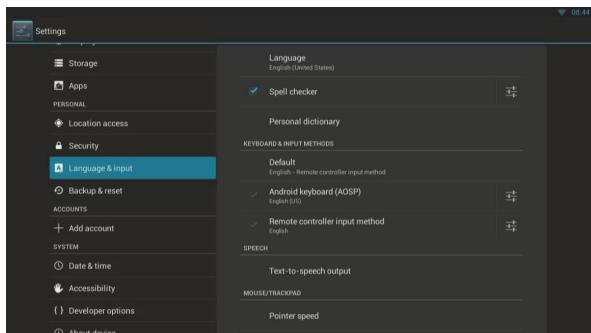 08:44
Settings
Storage
Apps
PERSONAL
Location access
Security
Language & input
Backup & reset
ACCOUNTS
Add account
SYSTEM
Date & time
Accessibility
{ } Developer options
About device
Language
English (United States)
Spell checker
Personal dictionary
KEYBOARD & INPUT METHODS
Default
English - Remote controller input method
Android keyboard (AOSP)
English (US)
Remote controller input method
English
SPEECH
Text-to-speech output
MOUSE/TRACKPAD
Pointer speed